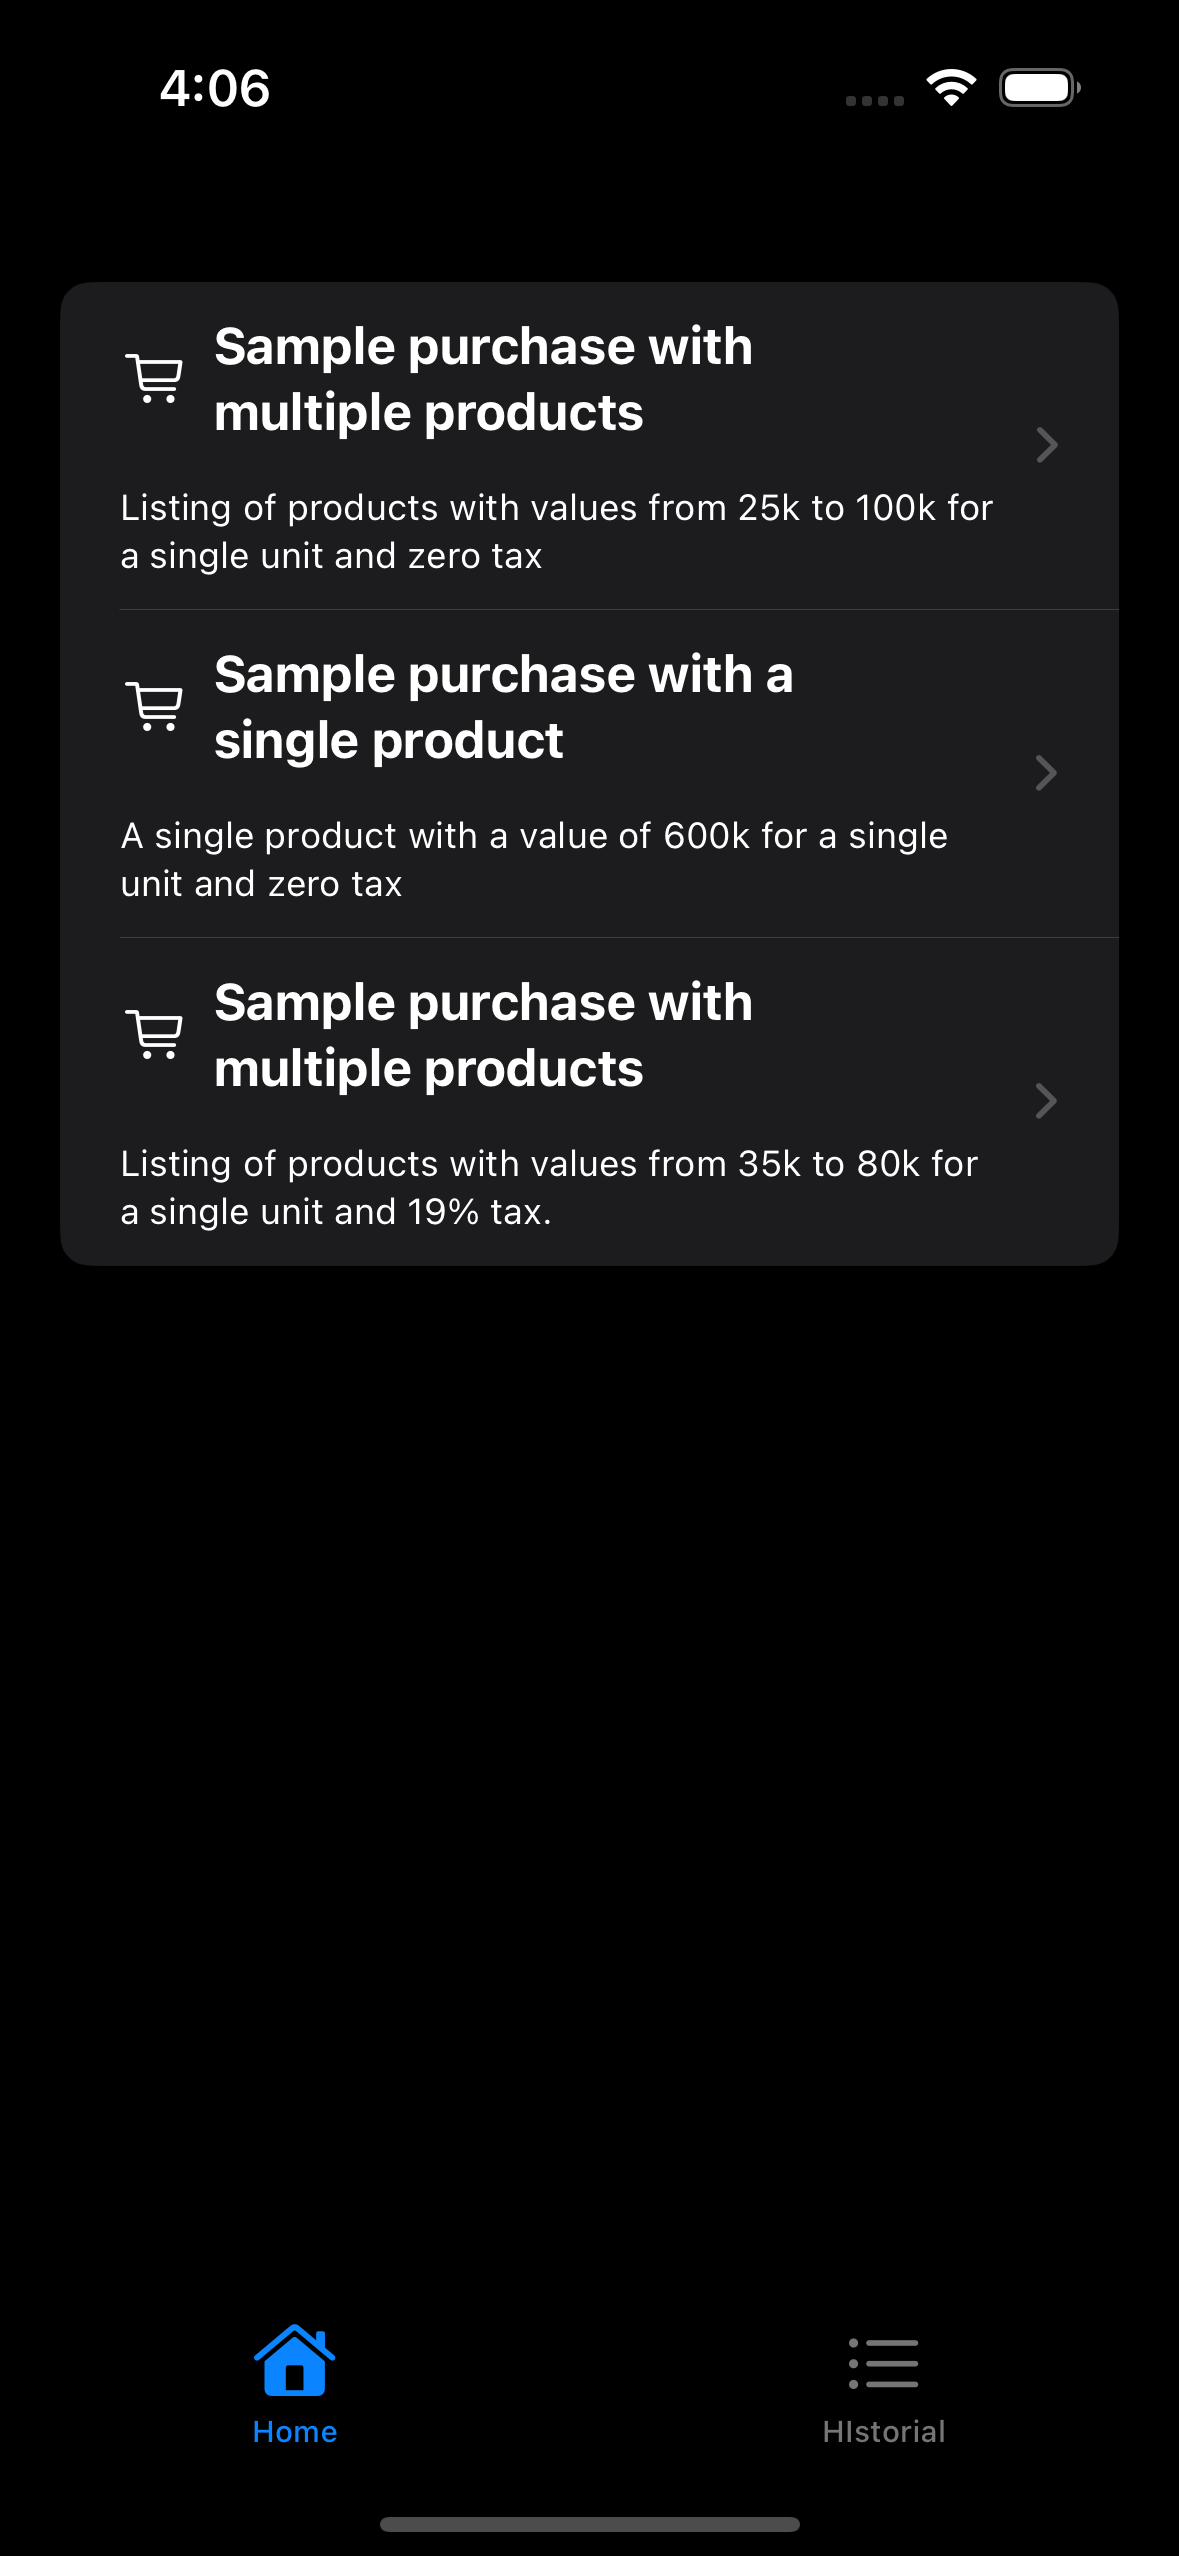 4:06
Sample purchase with
multiple products
Listing of products with values from 25k to 100k for
a single unit and zero tax
Sample purchase with a
single product
A single product with a value of 600k for a single
unit and zero tax
Sample purchase with
multiple products
Listing of products with values from 35k to 80k for
a single unit and 19% tax.
Home
HIstorial